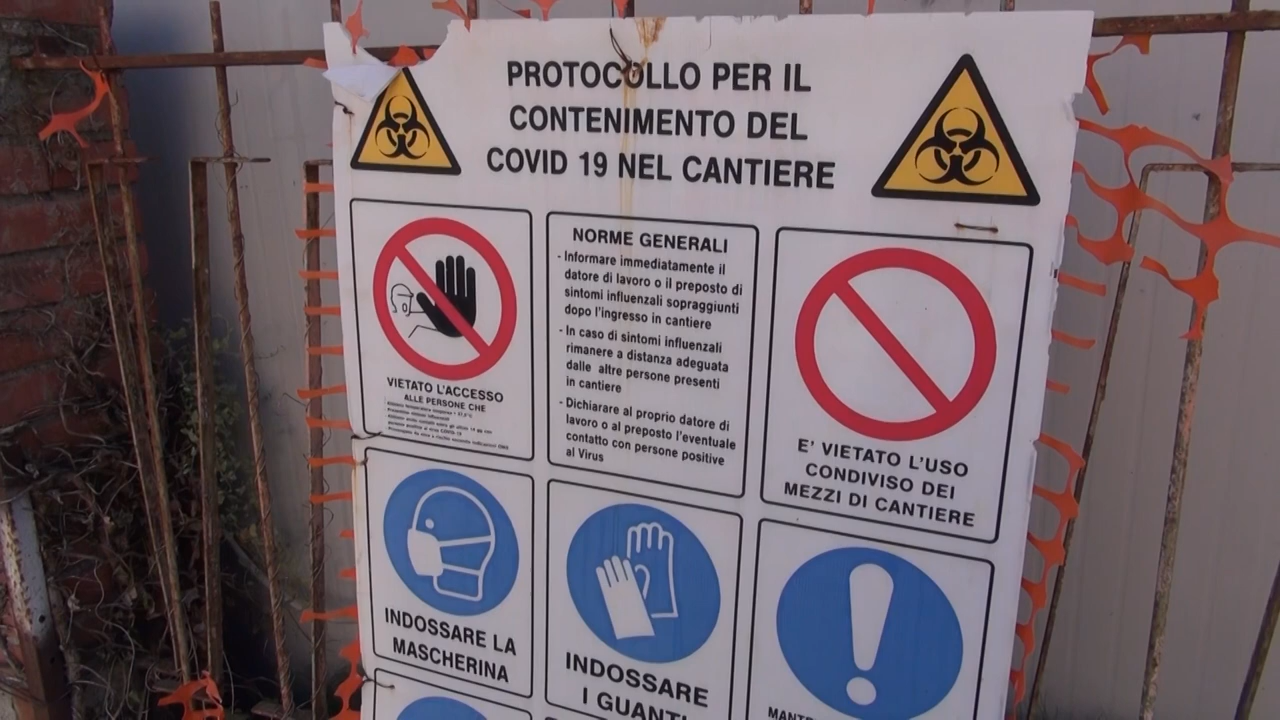 PROTOCOLLO PER IL
CONTENIMENTO DEL
COVID 19 NEL CANTIERE
VIETATO L'ACCESSO
ALLE PERSONE CHE
NORME GENERALI
- Informare immediatamente il
datore di lavoro o il preposto di
sintomi influenzali sopraggiunti
dopo l'ingresso in cantiere
- In caso di sintomi influenzali
rimanere a distanza adeguata
dalle altre persone presenti
in cantiere
- Dichiarare al proprio datore di
lavoro o al preposto l'eventuale
contatto con persone positive
al Virus
E' VIETATO L'USO
CONDIVISO DEI
MEZZI DI CANTIERE
INDOSSARE LA
MASCHERINA
INDOSSARE
I GUANTI